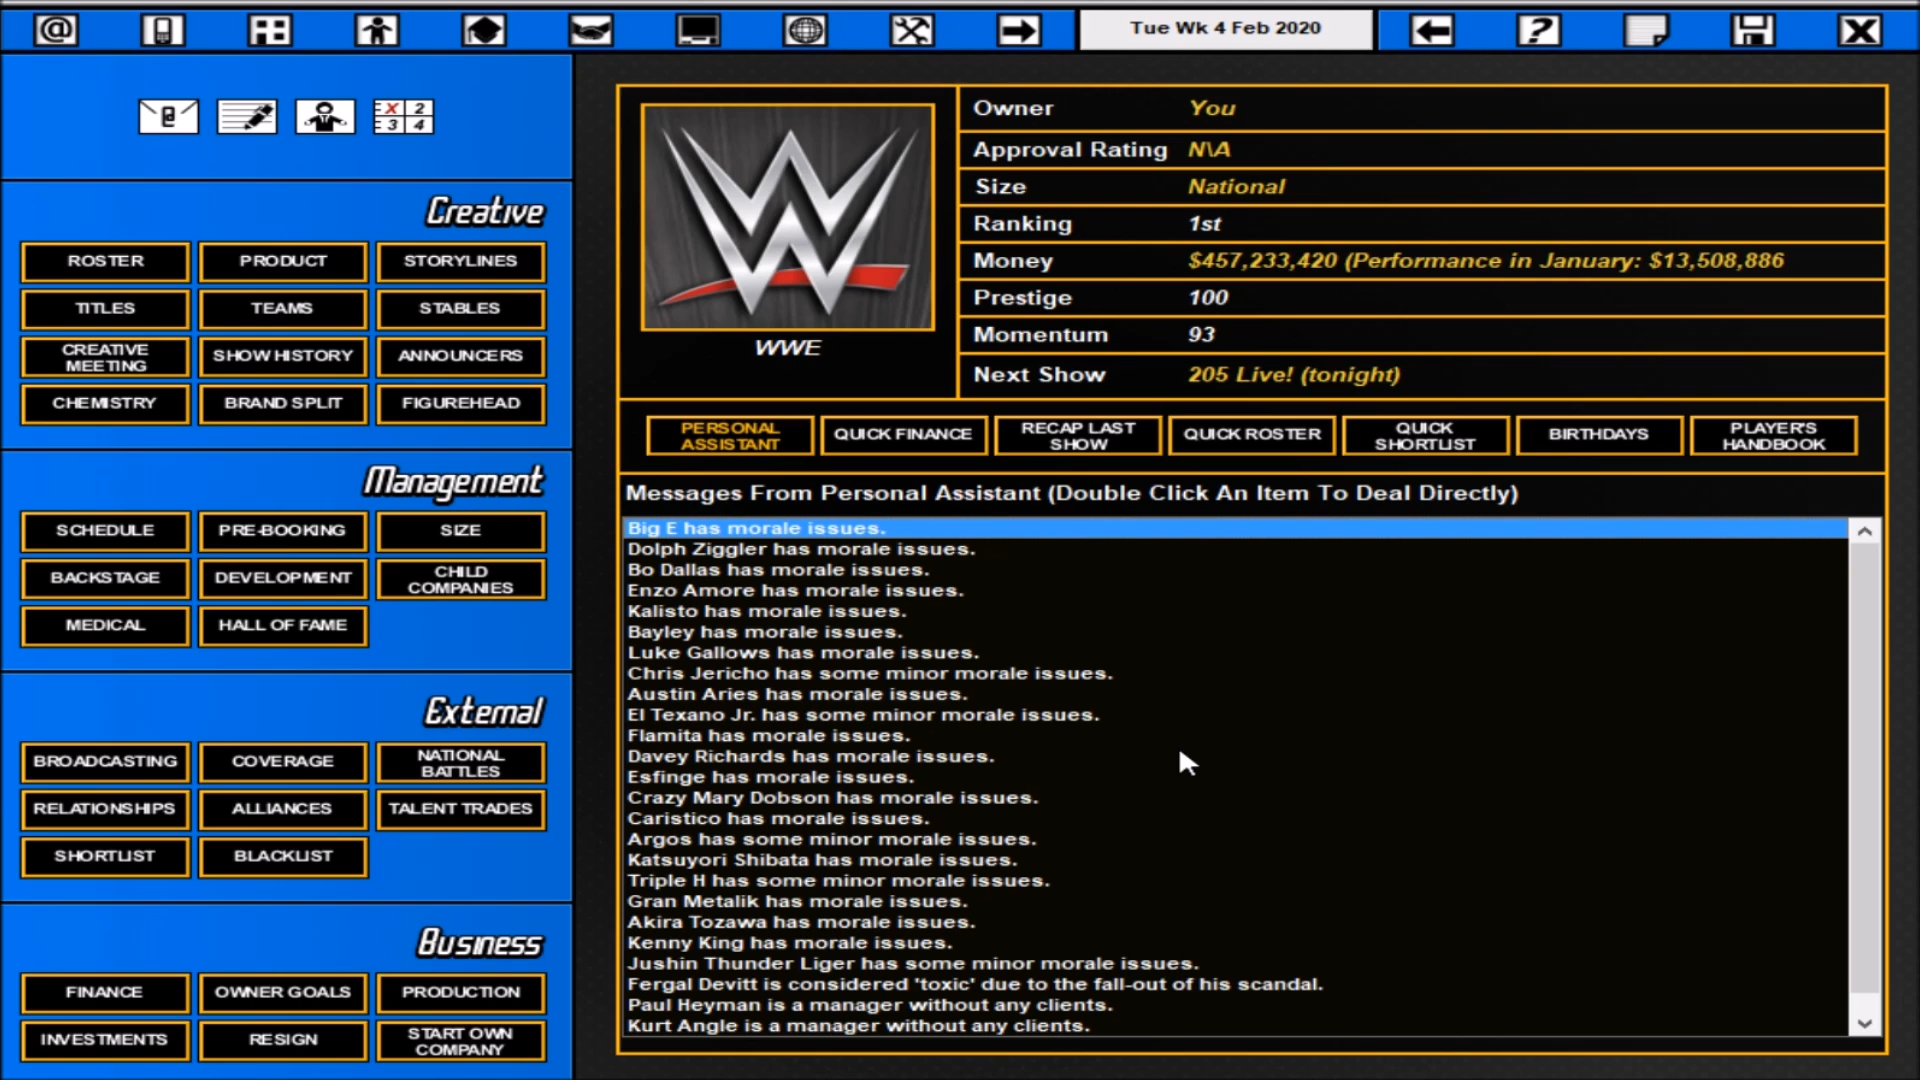 Tue Wk 4 Feb 2020
X 2
3 4
Creative
ROSTER
PRODUCT
STORYLINES
TITLES
TEAMS
STABLES
CREATIVE
MEETING
SHOW HISTORY
ANNOUNCERS
CHEMISTRY
BRAND SPLIT
FIGUREHEAD
Management
SCHEDULE
PRE-BOOKING
SIZE
BACKSTAGE
DEVELOPMENT
CHILD
COMPANIES
MEDICAL
HALL OF FAME
External
BROADCASTING
COVERAGE
NATIONAL
BATTLES
RELATIONSHIPS
ALLIANCES
TALENT TRADES
SHORTLIST
BLACKLIST
Business
FINANCE
OWNER GOALS
PRODUCTION
INVESTMENTS
RESIGN
START OWN
COMPANY
WWE
Owner You
Approval Rating N\A
Size National
Ranking 1st
Money $457,233,420 (Performance in January: $13,508,886
Prestige 100
Momentum 93
Next Show 205 Live! (tonight)
PERSONAL
ASSISTANT
QUICK FINANCE
RECAP LAST
SHOW
QUICK ROSTER
QUICK
SHORTLIST
BIRTHDAYS
PLAYER'S
HANDBOOK
Messages From Personal Assistant (Double Click An Item To Deal Directly)
Big E has morale issues.
Dolph Ziggler has morale issues.
Bo Dallas has morale issues.
Enzo Amore has morale issues.
Kalisto has morale issues.
Bayley has morale issues.
Luke Gallows has morale issues.
Chris Jericho has some minor morale issues.
Austin Aries has morale issues.
El Texano Jr. has some minor morale issues.
Flamita has morale issues.
Davey Richards has morale issues.
Esfinge has morale issues.
Crazy Mary Dobson has morale issues.
Caristico has morale issues.
Argos has some minor morale issues.
Katsuyori Shibata has morale issues.
Triple H has some minor morale issues.
Gran Metalik has morale issues.
Akira Tozawa has morale issues.
Kenny King has morale issues.
Jushin Thunder Liger has some minor morale issues.
Fergal Devitt is considered 'toxic' due to the fall-out of his scandal.
Paul Heyman is a manager without any clients.
Kurt Angle is a manager without any clients.